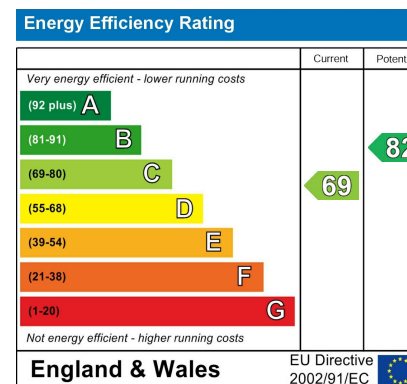 Energy Efficiency Rating
Current Potent
Very energy efficient - lower running costs
(92 plus) A
(81-91) B
82
(69-80) C
69
(55-68) D
(39-54) E
(21-38) F
(1-20) G
Not energy efficient - higher running costs
England & Wales
EU Directive
2002/91/EC